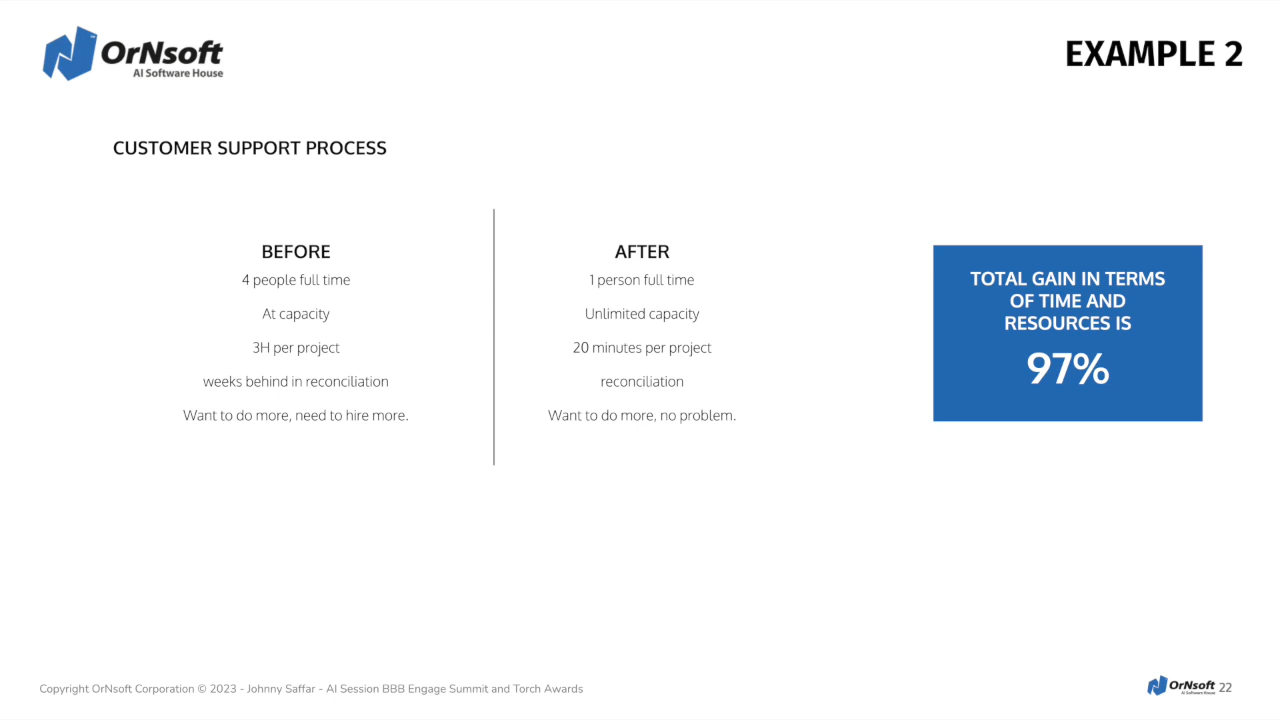 OrNsoft
AI Software House
EXAMPLE 2
CUSTOMER SUPPORT PROCESS
BEFORE
4 people full time
At capacity
3H per project
weeks behind in reconciliation
Want to do more, need to hire more.
AFTER
1 person full time
Unlimited capacity
20 minutes per project
reconciliation
Want to do more, no problem.
TOTAL GAIN IN TERMS
OF TIME AND
RESOURCES IS
97%
Copyright OrNsoft Corporation © 2023 - Johnny Saffar - AI Session BBB Engage Summit and Torch Awards
OrNsoft
AI Software House
22